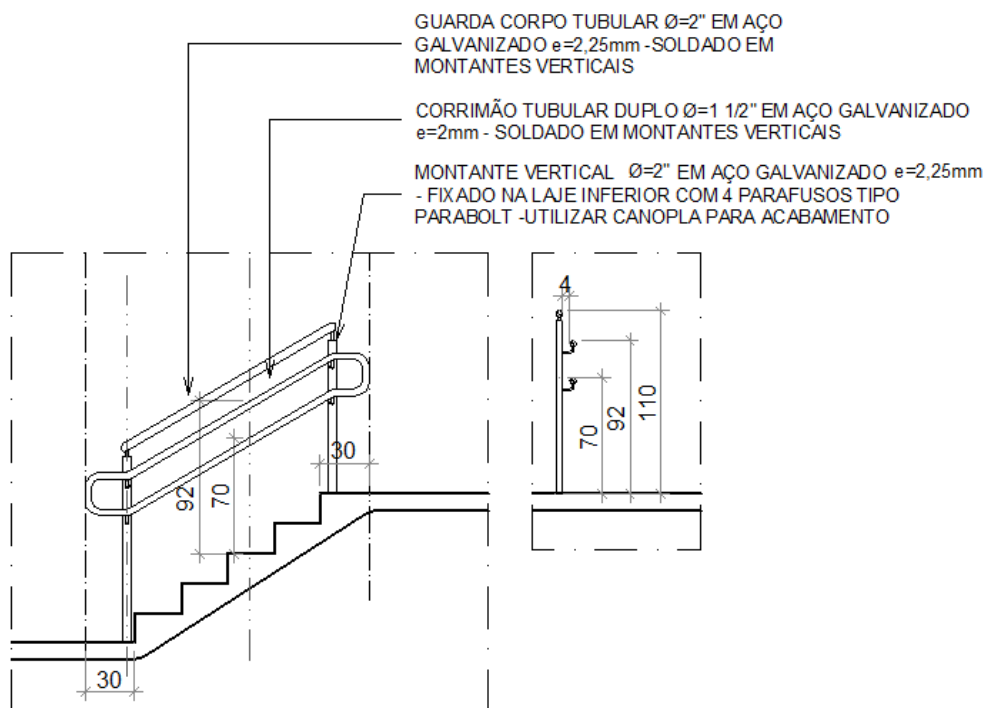 GUARDA CORPO TUBULAR Ø=2" EM AÇO
GALVANIZADO e=2,25mm -SOLDADO EM
MONTANTES VERTICAIS
CORRIMÃO TUBULAR DUPLO Ø=1 1/2" EM AÇO GALVANIZADO
e=2mm - SOLDADO EM MONTANTES VERTICAIS
MONTANTE VERTICAL Ø=2" EM AÇO GALVANIZADO e=2,25mm
- FIXADO NA LAJE INFERIOR COM 4 PARAFUSOS TIPO
PARABOLT -UTILIZAR CANOPLA PARA ACABAMENTO
30
92
70
30
4
70
92
110